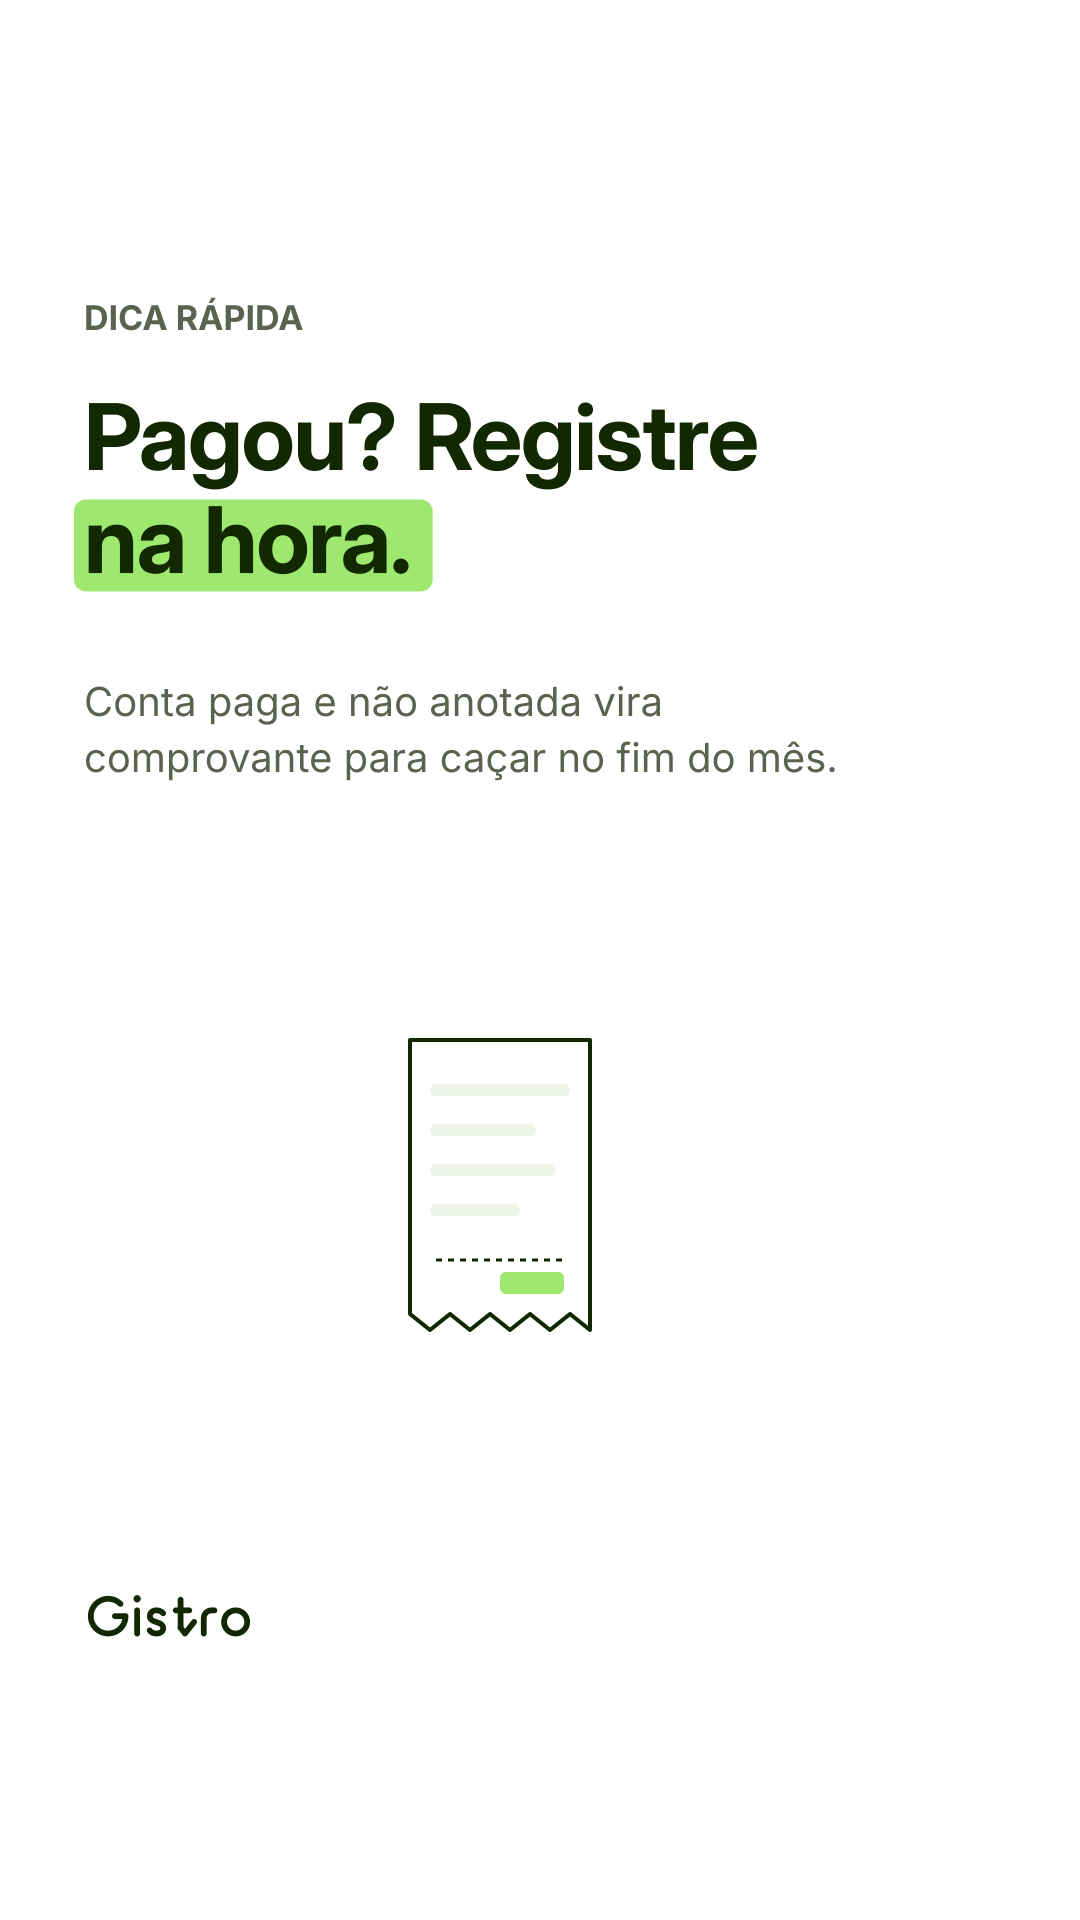 DICA RÁPIDA
Pagou? Registre
na hora.
Conta paga e não anotada vira
comprovante para caçar no fim do mês.
Gistro